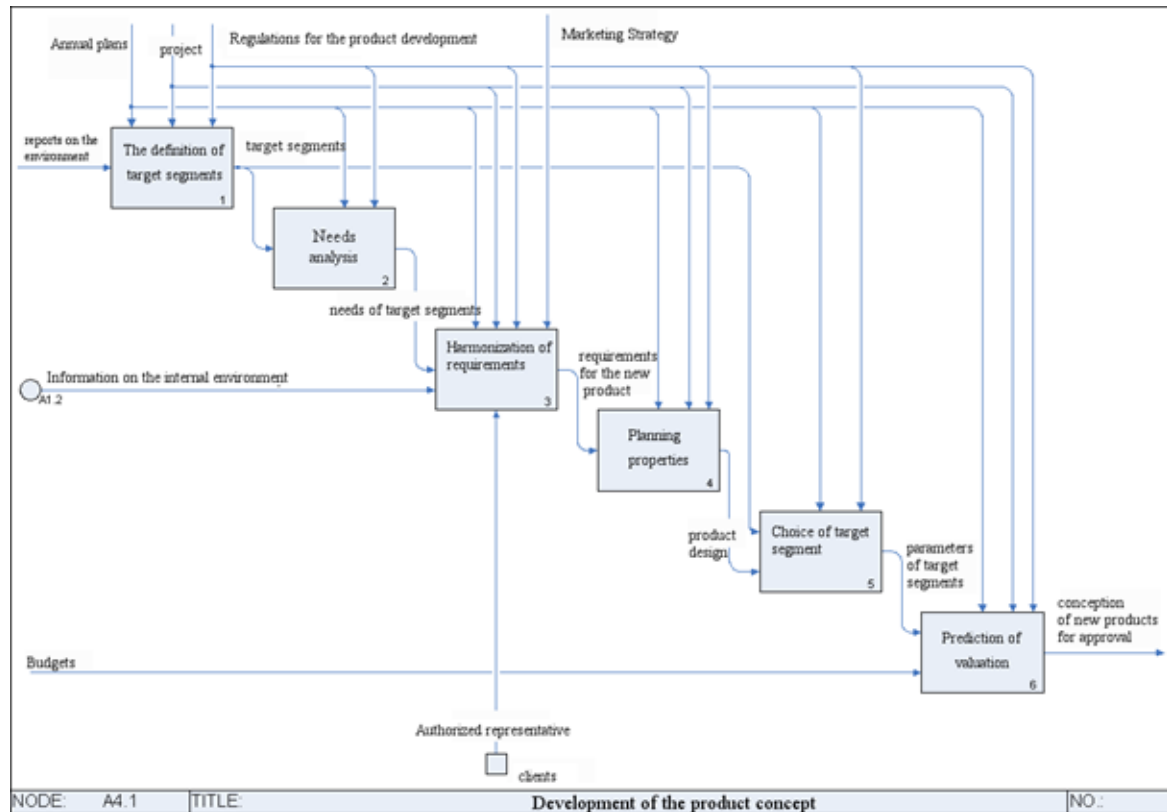 Annual plans
project
Regulations for the product development
Marketing Strategy
reports on the
environment
The definition of
target segments
1
target segments
Needs
analysis
2
needs of target segments
Harmonization of
requirements
3
Information on the internal environment
A1.2
requirements
for the new
product
Planning
properties
4
product
design
Choice of target
segment
5
parameters
of target
segments
Prediction of
valuation
6
conception
of new products
for approval
Budgets
Authorized representative
clients
NODE: A4.1 TITLE: Development of the product concept NO.: